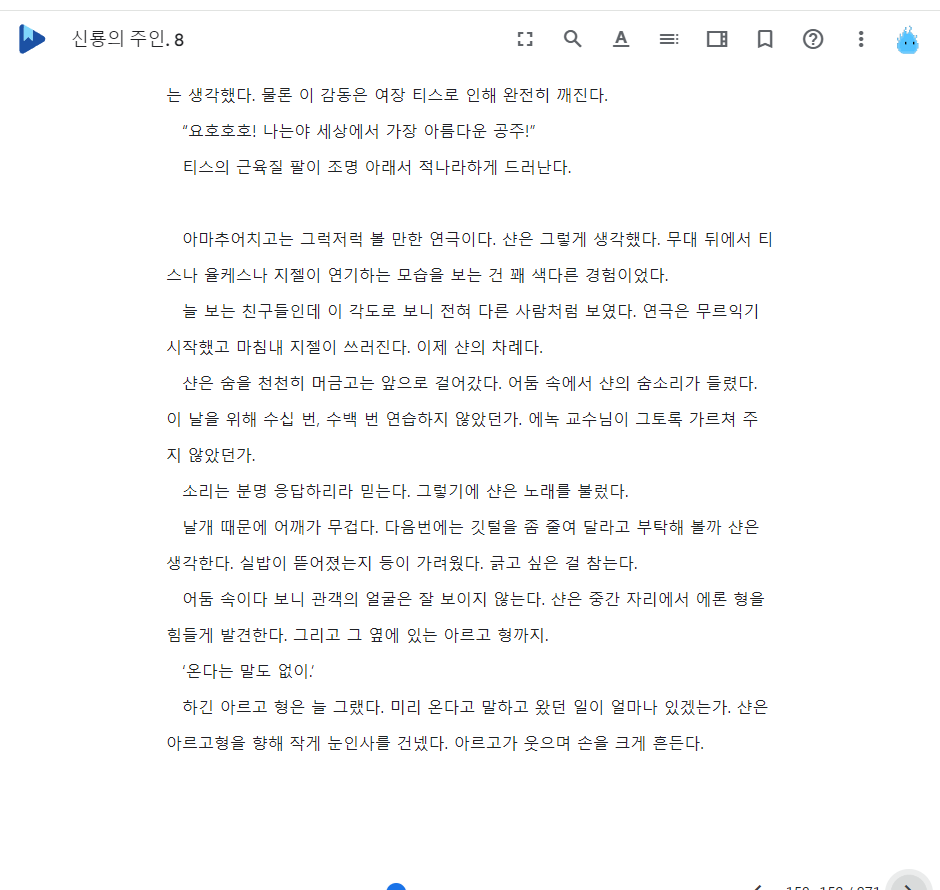 신룡의 주인. 8
는 생각했다. 물론 이 감동은 여장 티스로 인해 완전히 깨진다.
“요호호호! 나는야 세상에서 가장 아름다운 공주!”
티스의 근육질 팔이 조명 아래서 적나라하게 드러난다.
아마추어치고는 그럭저럭 볼 만한 연극이다. 샨은 그렇게 생각했다. 무대 뒤에서 티
스나 율케스나 지젤이 연기하는 모습을 보는 건 꽤 색다른 경험이었다.
늘 보는 친구들인데 이 각도로 보니 전혀 다른 사람처럼 보였다. 연극은 무르익기
시작했고 마침내 지젤이 쓰러진다. 이제 샨의 차례다.
샨은 숨을 천천히 머금고는 앞으로 걸어갔다. 어둠 속에서 샨의 숨소리가 들렸다.
이 날을 위해 수십 번, 수백 번 연습하지 않았던가. 에녹 교수님이 그토록 가르쳐 주
지 않았던가.
소리는 분명 응답하리라 믿는다. 그렇기에 샨은 노래를 불렀다.
날개 때문에 어깨가 무겁다. 다음번에는 깃털을 좀 줄여 달라고 부탁해 볼까 샨은
생각한다. 실밥이 뜯어졌는지 등이 가려웠다. 긁고 싶은 걸 참는다.
어둠 속이다 보니 관객의 얼굴은 잘 보이지 않는다. 샨은 중간 자리에서 에론 형을
힘들게 발견한다. 그리고 그 옆에 있는 아르고 형까지.
‘온다는 말도 없이.’
하긴 아르고 형은 늘 그랬다. 미리 온다고 말하고 왔던 일이 얼마나 있겠는가. 샨은
아르고형을 향해 작게 눈인사를 건넸다. 아르고가 웃으며 손을 크게 흔든다.